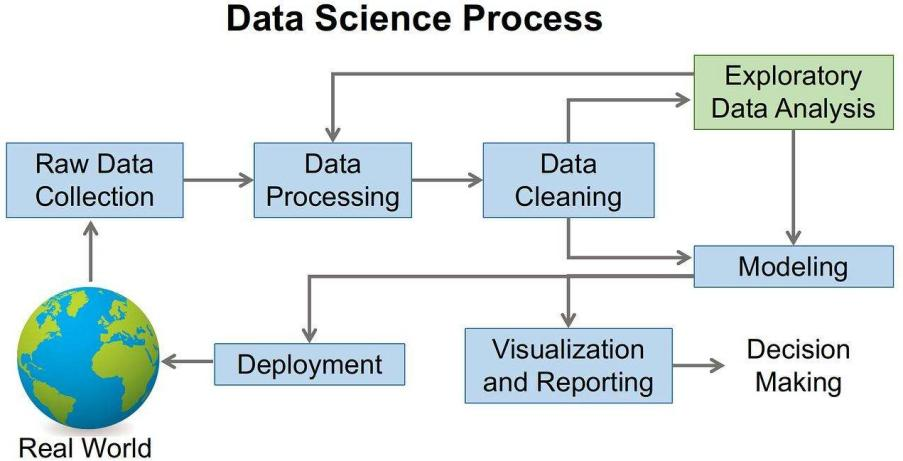 Data Science Process
Exploratory
Data Analysis
Raw Data
Collection
Data
Processing
Data
Cleaning
Modeling
Deployment
Visualization
and Reporting
Decision
Making
Real World